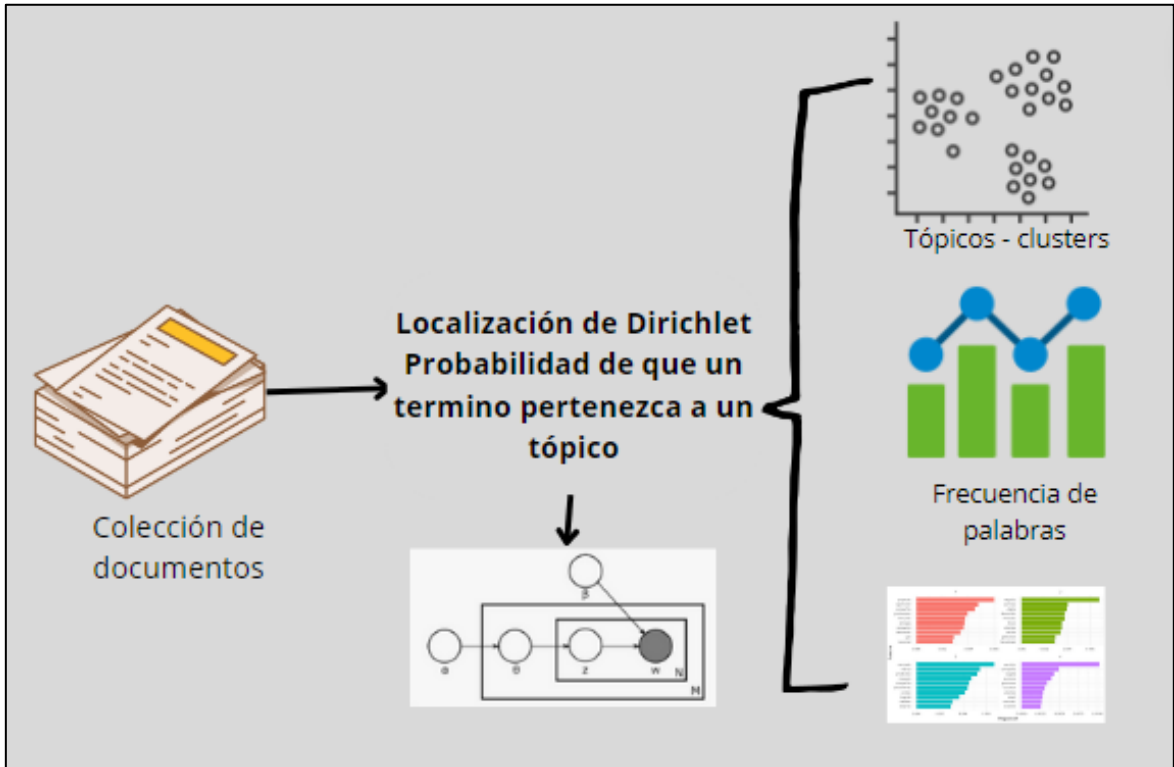 Tópicos - clusters
Localización de Dirichlet
Probabilidad de que un
termino pertenezca a un
tópico
Colección de
documentos
Frecuencia de
palabras
β
α
θ
z
w
N
M